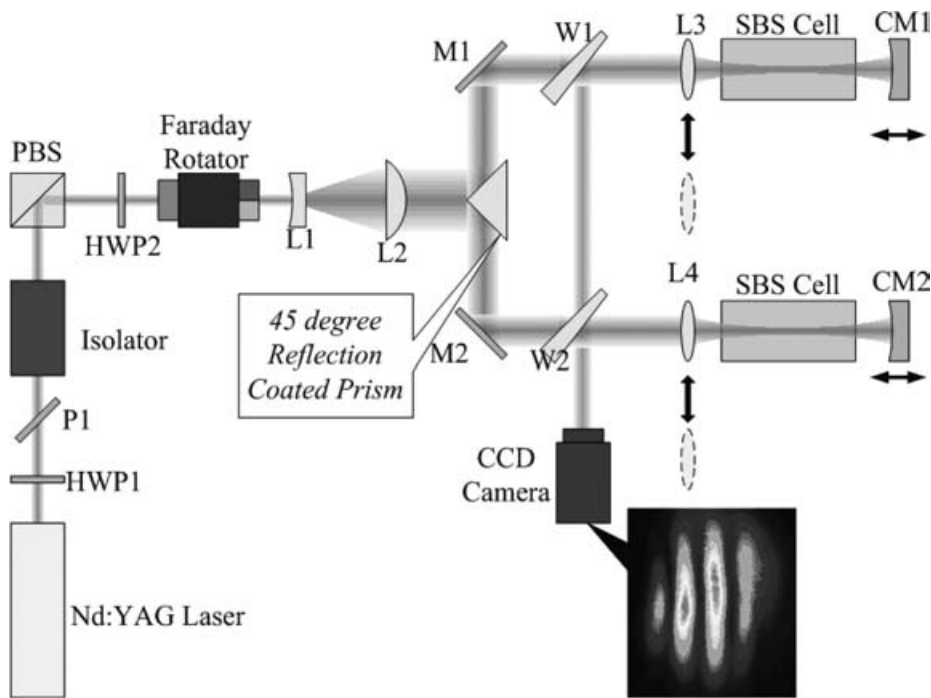 M1
W1
L3
SBS Cell
CM1
PBS
Faray
Rotator
HWP2
L1
L2
Isolator
45 degree
Reflection
Coated Prism
M2
W2
L4
SBS Cell
CM2
P1
HWP1
CCD
Camera
Nd:YAG Laser